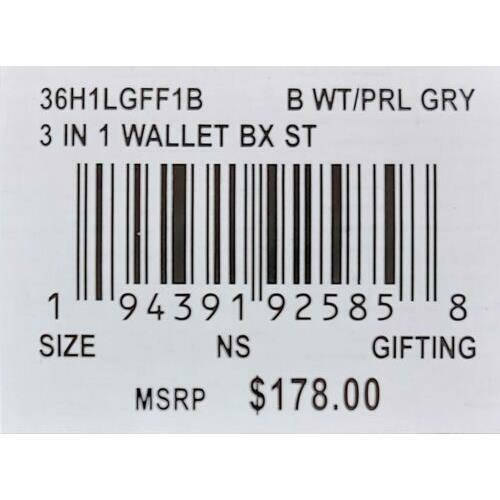 36H1LGFF1B B WT/PRL GRY
3 IN 1 WALLET BX ST
1 94391 92585 8
SIZE NS GIFTING
MSRP $178.00